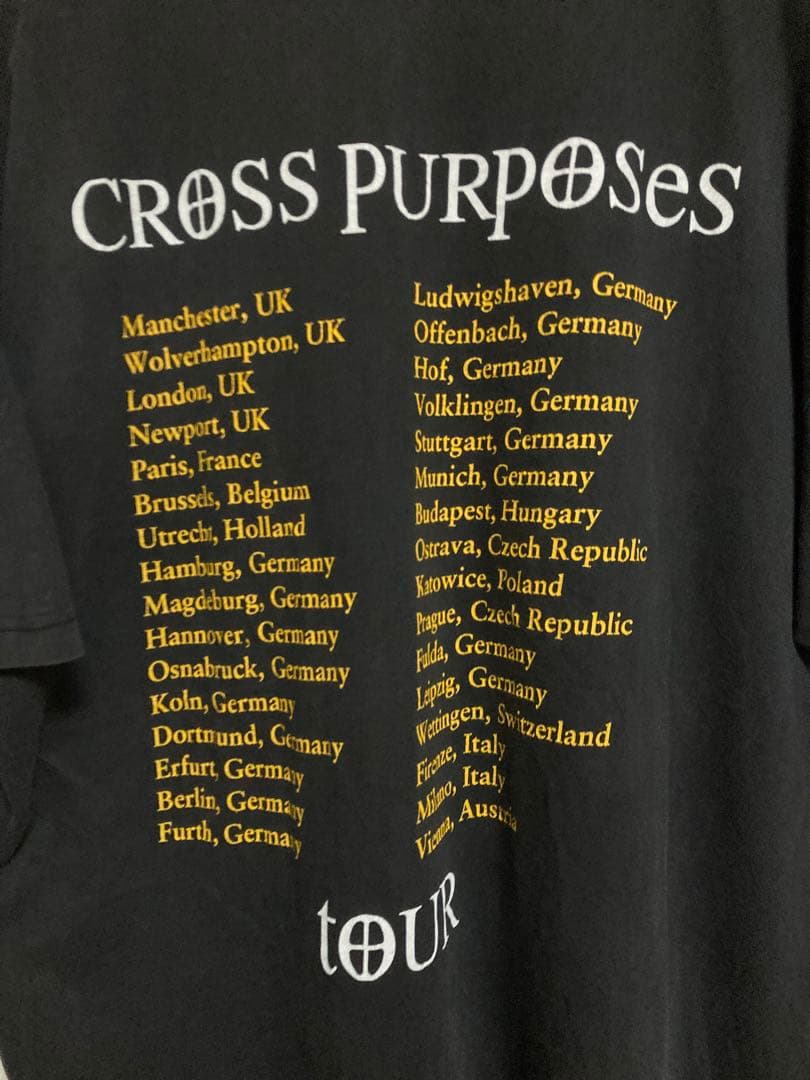 CROSS PURPOSeS
Manchester, UK
Wolverhampton, UK
London, UK
Newport, UK
Paris, France
Brussels, Belgium
Utrecht, Holland
Hamburg, Germany
Magdeburg, Germany
Hannover, Germany
Osnabruck, Germany
Koln, Germany
Dortmund, Germany
Erfurt, Germany
Berlin, Germany
Furth, Germany
Ludwigshaven, Germany
Offenbach, Germany
Hof, Germany
Volklingen, Germany
Stuttgart, Germany
Munich, Germany
Budapest, Hungary
Ostrava, Czech Republic
Katowice, Poland
Prague, Czech Republic
Fulda, Germany
Leipzig, Germany
Wettingen, Switzerland
Firenze, Italy
Milano, Italy
Vienna, Austria
tOUR